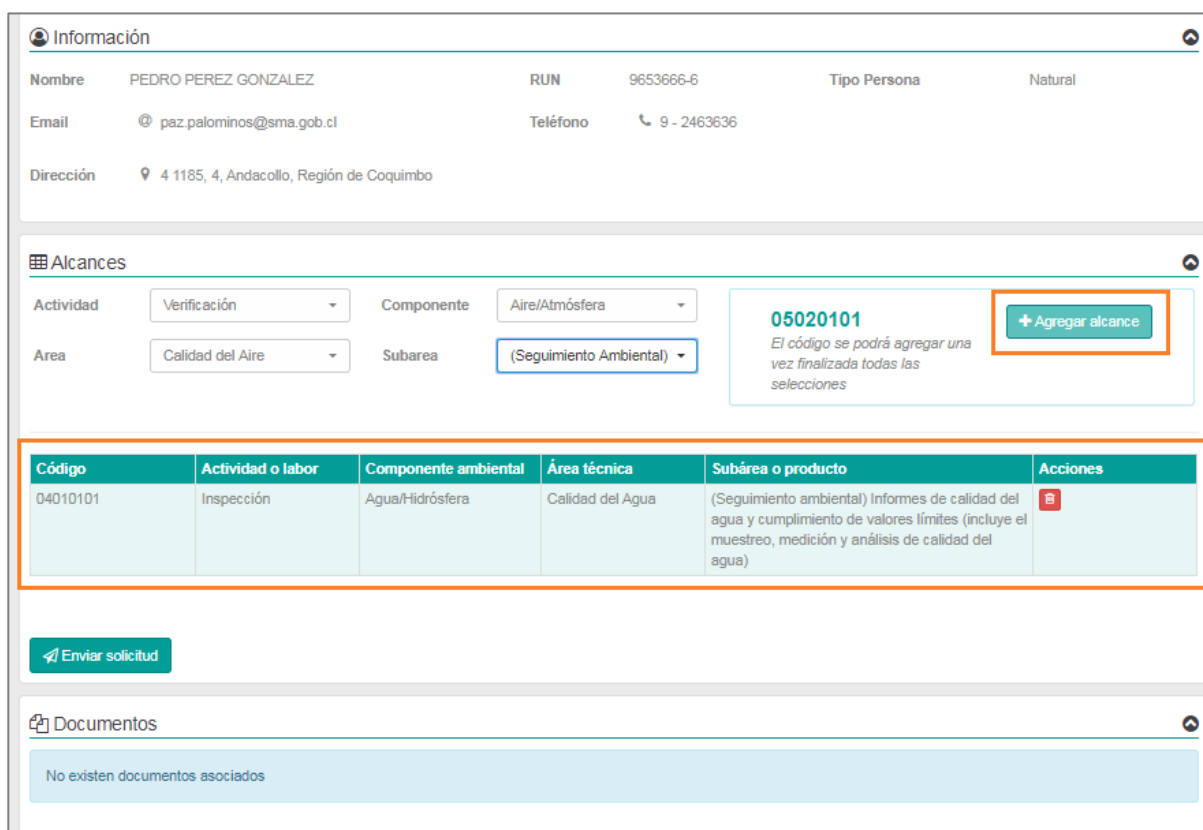 Información
Nombre PEDRO PEREZ GONZALEZ RUN 9653666-6 Tipo Persona Natural
Email @ paz.palominos@sma.gob.cl Teléfono 9 - 2463636
Dirección 4 1185, 4, Andacollo, Región de Coquimbo
Alcances
Actividad Verificación Componente Aire/Atmósfera
Area Calidad del Aire Subarea (Seguimiento Ambiental)
05020101
El código se podrá agregar una
vez finalizada todas las
selecciones
+ Agregar alcance
Código Actividad o labor Componente ambiental Área técnica Subárea o producto Acciones
04010101 Inspección Agua/Hidrósfera Calidad del Agua (Seguimiento ambiental) Informes de calidad del
agua y cumplimiento de valores límites (incluye el
muestreo, medición y análisis de calidad del
agua)
Enviar solicitud
Documentos
No existen documentos asociados